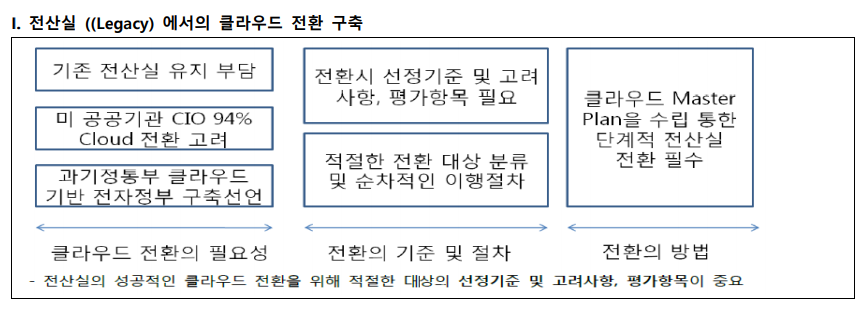 I. 전산실 ((Legacy) 에서의 클라우드 전환 구축
기존 전산실 유지 부담
미 공공기관 CIO 94%
Cloud 전환 고려
과기정통부 클라우드
기반 전자정부 구축선언
클라우드 전환의 필요성
전환시 선정기준 및 고려
사항, 평가항목 필요
적절한 전환 대상 분류
및 순차적인 이행절차
전환의 기준 및 절차
클라우드 Master
Plan을 수립 통한
단계적 전산실
전환 필수
전환의 방법
- 전산실의 성공적인 클라우드 전환을 위해 적절한 대상의 선정기준 및 고려사항, 평가항목이 중요